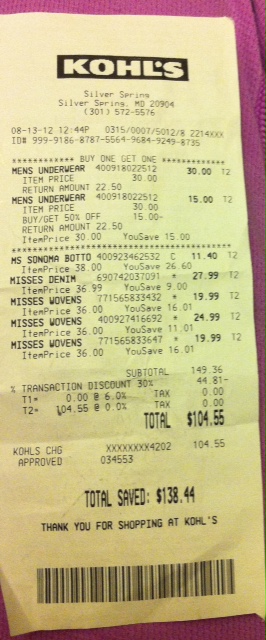 KOHL'S
Silver Spring
Silver Spring, MD 20904
(301) 572-5576
08-13-12 12:44P 0315/0007/5012/8 2214XXX
ID# 999-9186-8787-5564-9684-9249-8735
************ BUY ONE GET ONE ************
MENS UNDERWEAR 400918022512 30.00 T2
ITEM PRICE 30.00
RETURN AMOUNT 22.50
MENS UNDERWEAR 400918022512 15.00 T2
ITEM PRICE 30.00
BUY/GET 50% OFF 15.00-
RETURN AMOUNT 22.50
ItemPrice 30.00 YouSave 15.00
*****************************************
MS SONOMA BOTTO 400923462532 C 11.40 T2
ItemPrice 38.00 YouSave 26.60
MISSES DENIM 690742037091 * 27.99 T2
ItemPrice 36.99 YouSave 9.00
MISSES WOVENS 771565833432 * 19.99 T2
ItemPrice 36.00 YouSave 16.01
MISSES WOVENS 400927416692 * 24.99 T2
ItemPrice 36.00 YouSave 11.01
MISSES WOVENS 771565833647 * 19.99 T2
ItemPrice 36.00 YouSave 16.01
SUBTOTAL 149.36
% TRANSACTION DISCOUNT 30% 44.81-
T1* 0.00 @ 6.0% TAX 0.00
T2* 104.55 @ 0.0% TAX 0.00
TOTAL $104.55
KOHLS CHG XXXXXXXX4202 104.55
APPROVED 034553
TOTAL SAVED: $138.44
THANK YOU FOR SHOPPING AT KOHL'S